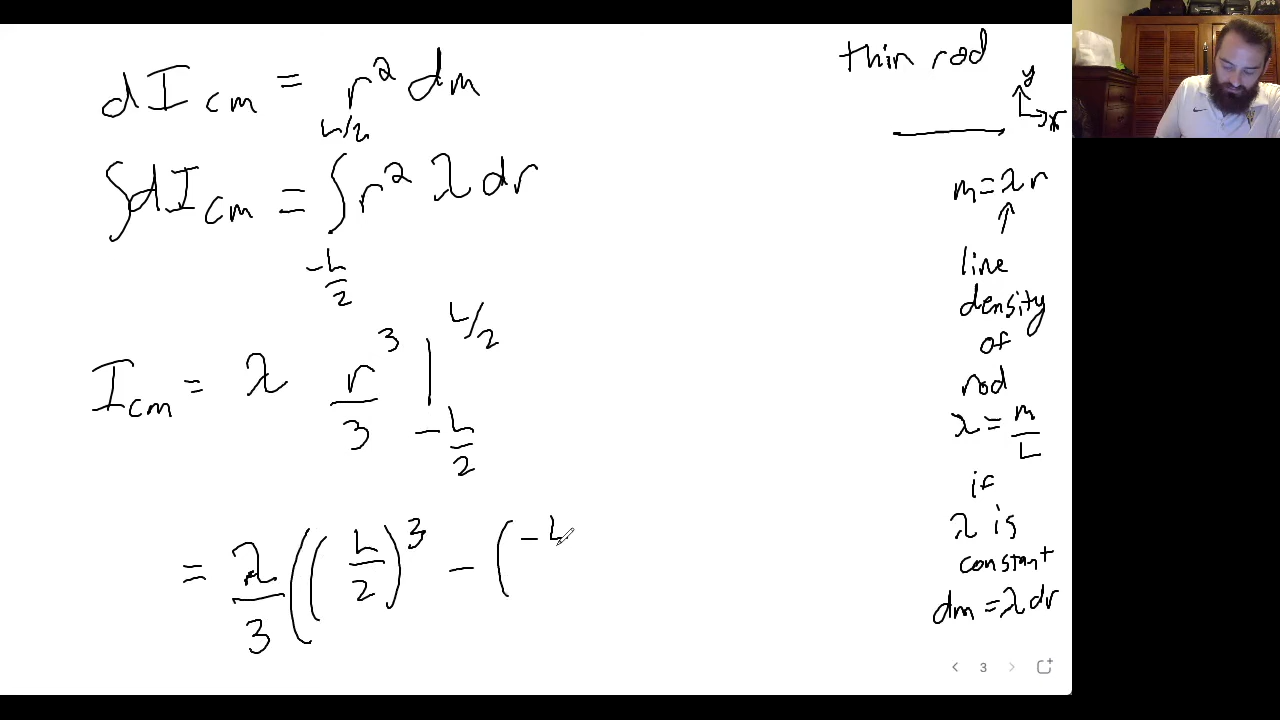 dI_cm = r² dm
∫dI_cm = ∫_{-L/2}^{L/2} r² λ dr
I_cm = λ r³/3 |_{-L/2}^{L/2}
= λ/3 ((L/2)³ - (-L
thin rod
y
x
m = λr
↑
line
density
of
rod
λ = m/L
if
λ is
constant
dm = λ dr
3